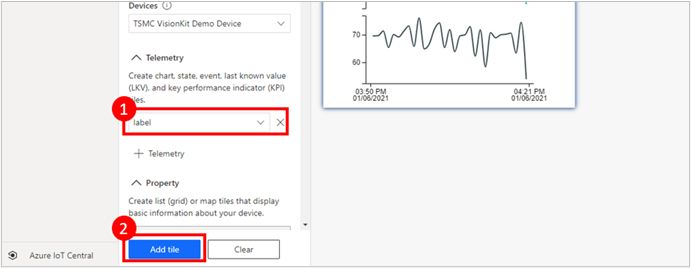 Devices
TSMC VisionKit Demo Device
Telemetry
Create chart, state, event, last known value
(LKV), and key performance indicator (KPI)
tiles.
1
label
Telemetry
Property
Create list (grid) or map tiles that display
basic information about your device.
2
Add tile
Clear
Azure IoT Central
70
60
03:50 PM
01/06/2021
04:21 PM
01/06/2021